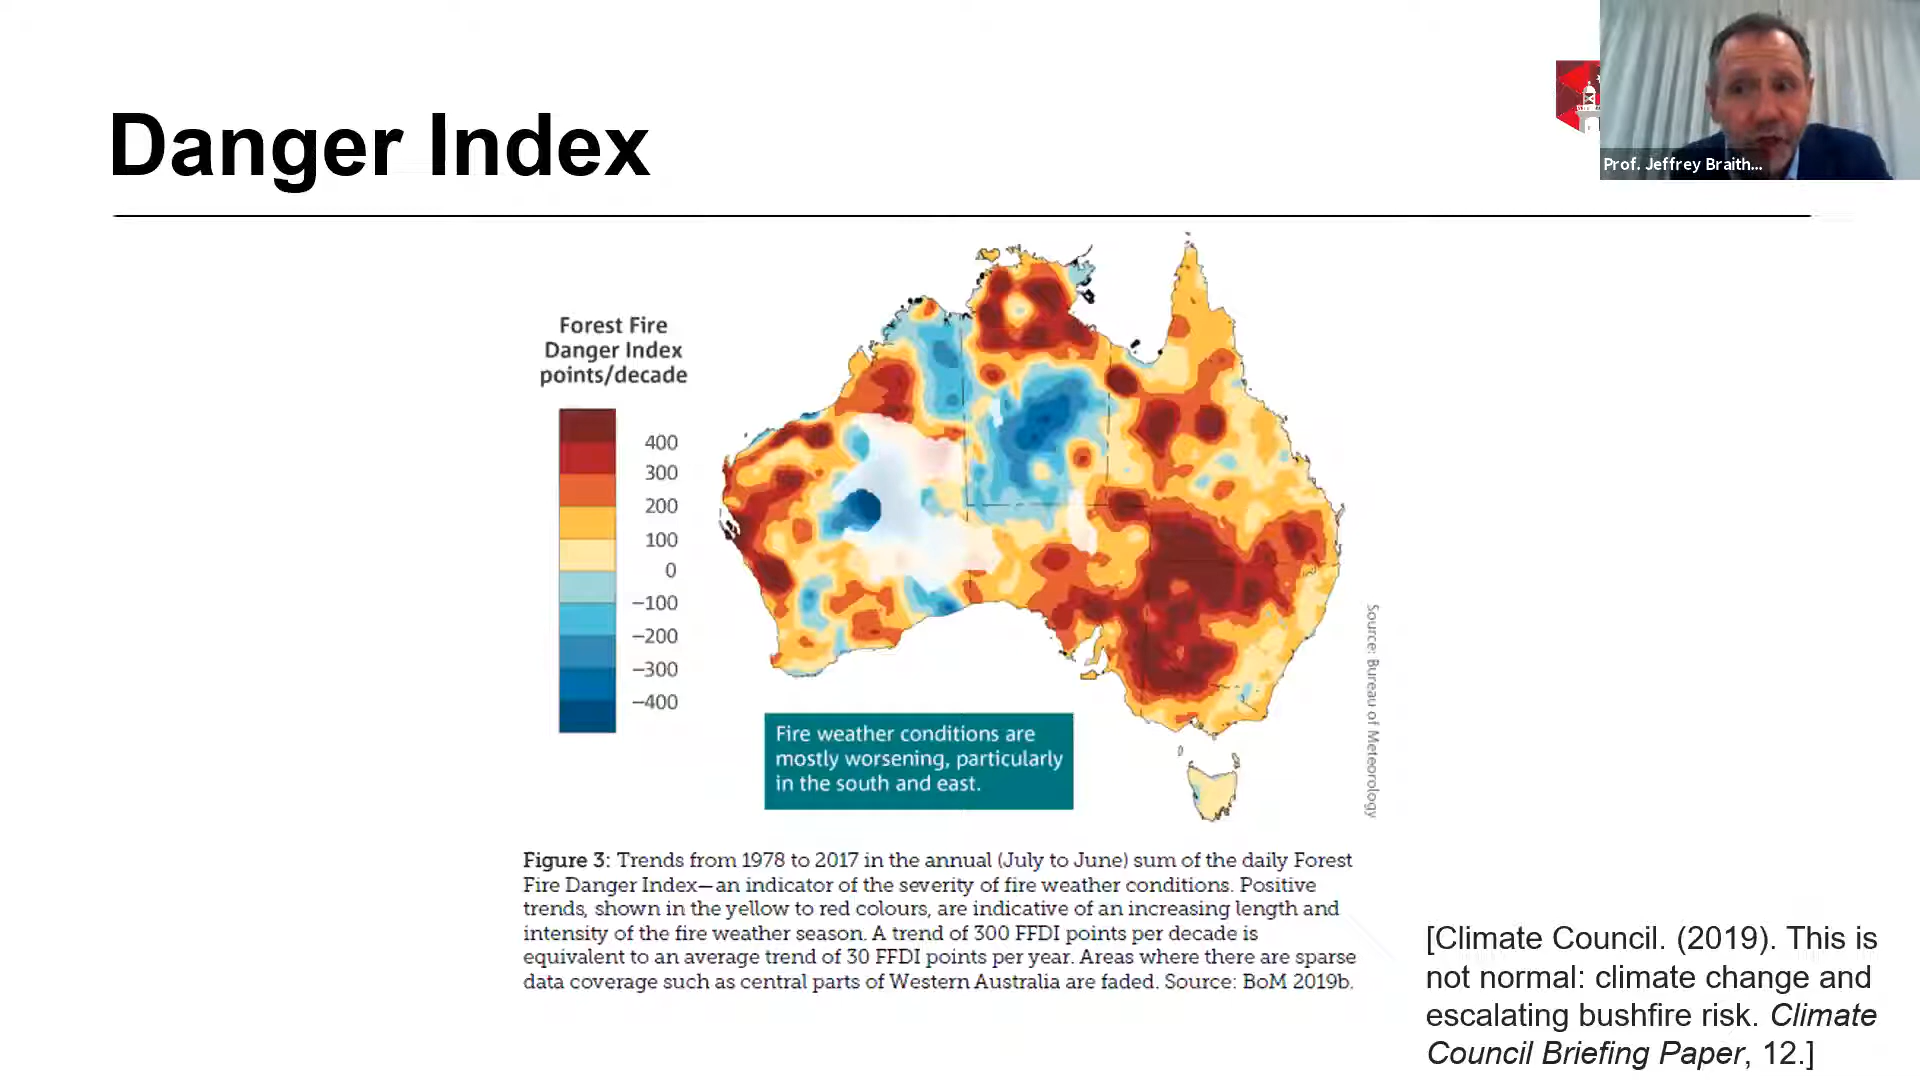 Danger Index
Prof. Jeffrey Braith...
Forest Fire
Danger Index
points/decade
400
300
200
100
0
−100
−200
−300
−400
Fire weather conditions are
mostly worsening, particularly
in the south and east.
Source: Bureau of Meteorology
Figure 3: Trends from 1978 to 2017 in the annual (July to June) sum of the daily Forest
Fire Danger Index—an indicator of the severity of fire weather conditions. Positive
trends, shown in the yellow to red colours, are indicative of an increasing length and
intensity of the fire weather season. A trend of 300 FFDI points per decade is
equivalent to an average trend of 30 FFDI points per year. Areas where there are sparse
data coverage such as central parts of Western Australia are faded. Source: BoM 2019b.
[Climate Council. (2019). This is
not normal: climate change and
escalating bushfire risk. Climate
Council Briefing Paper, 12.]